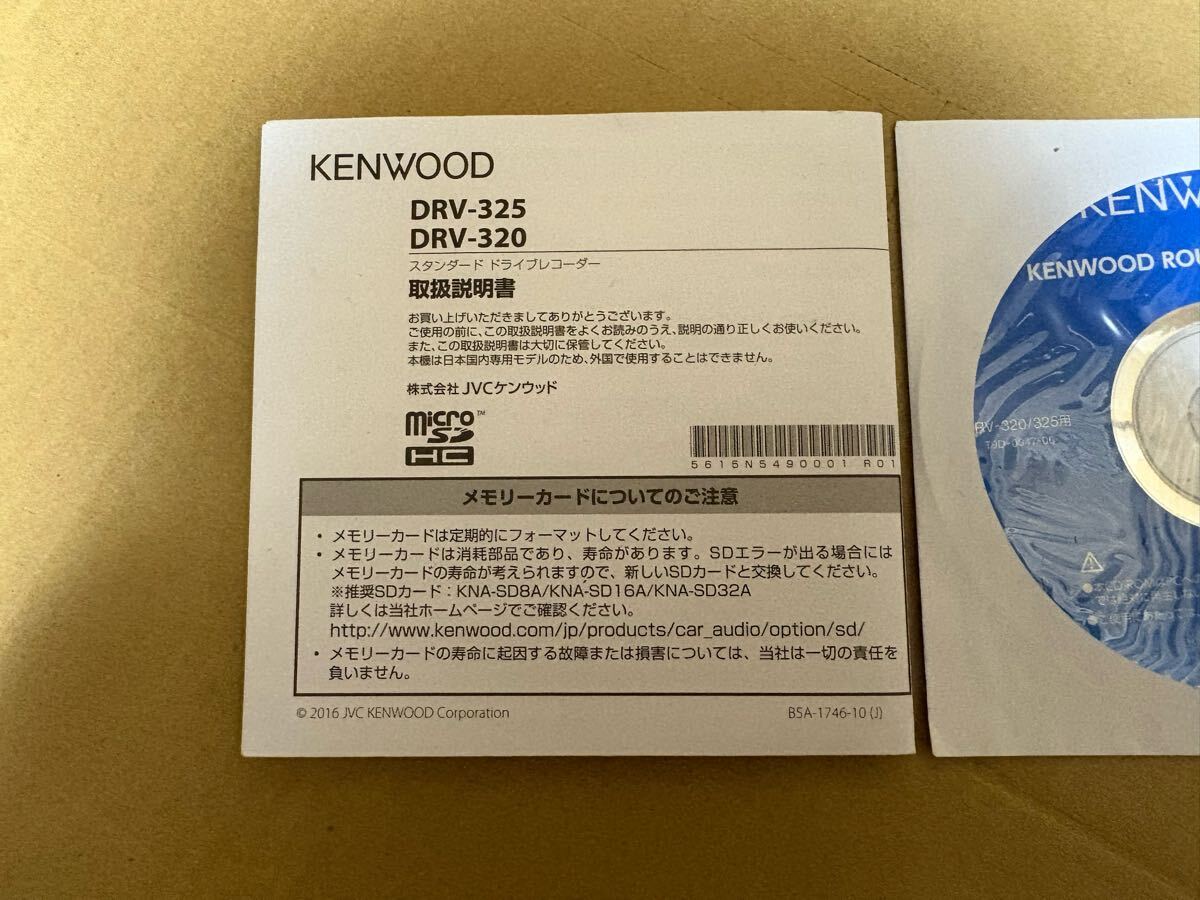 KENWOOD
DRV-325
DRV-320
スタンダード ドライブレコーダー
取扱説明書
お買い上げいただきましてありがとうございます。
ご使用の前に、この取扱説明書をよくお読みのうえ、説明の通り正しくお使いください。
また、この取扱説明書は大切に保管してください。
本機は日本国内専用モデルのため、外国で使用することはできません。
株式会社 JVCケンウッド
micro
SD
HC
TM
5615N5490001 R01
メモリーカードについてのご注意
• メモリーカードは定期的にフォーマットしてください。
• メモリーカードは消耗部品であり、寿命があります。SDエラーが出る場合には
メモリーカードの寿命が考えられますので、新しいSDカードと交換してください。
※推奨SDカード：KNA-SD8A/KNA-SD16A/KNA-SD32A
詳しくは当社ホームページでご確認ください。
http://www.kenwood.com/jp/products/car_audio/option/sd/
• メモリーカードの寿命に起因する故障または損害については、当社は一切の責任を
負いません。
© 2016 JVC KENWOOD Corporation
B5A-1746-10 (J)
KENW
KENWOOD ROU
RV-320/325用